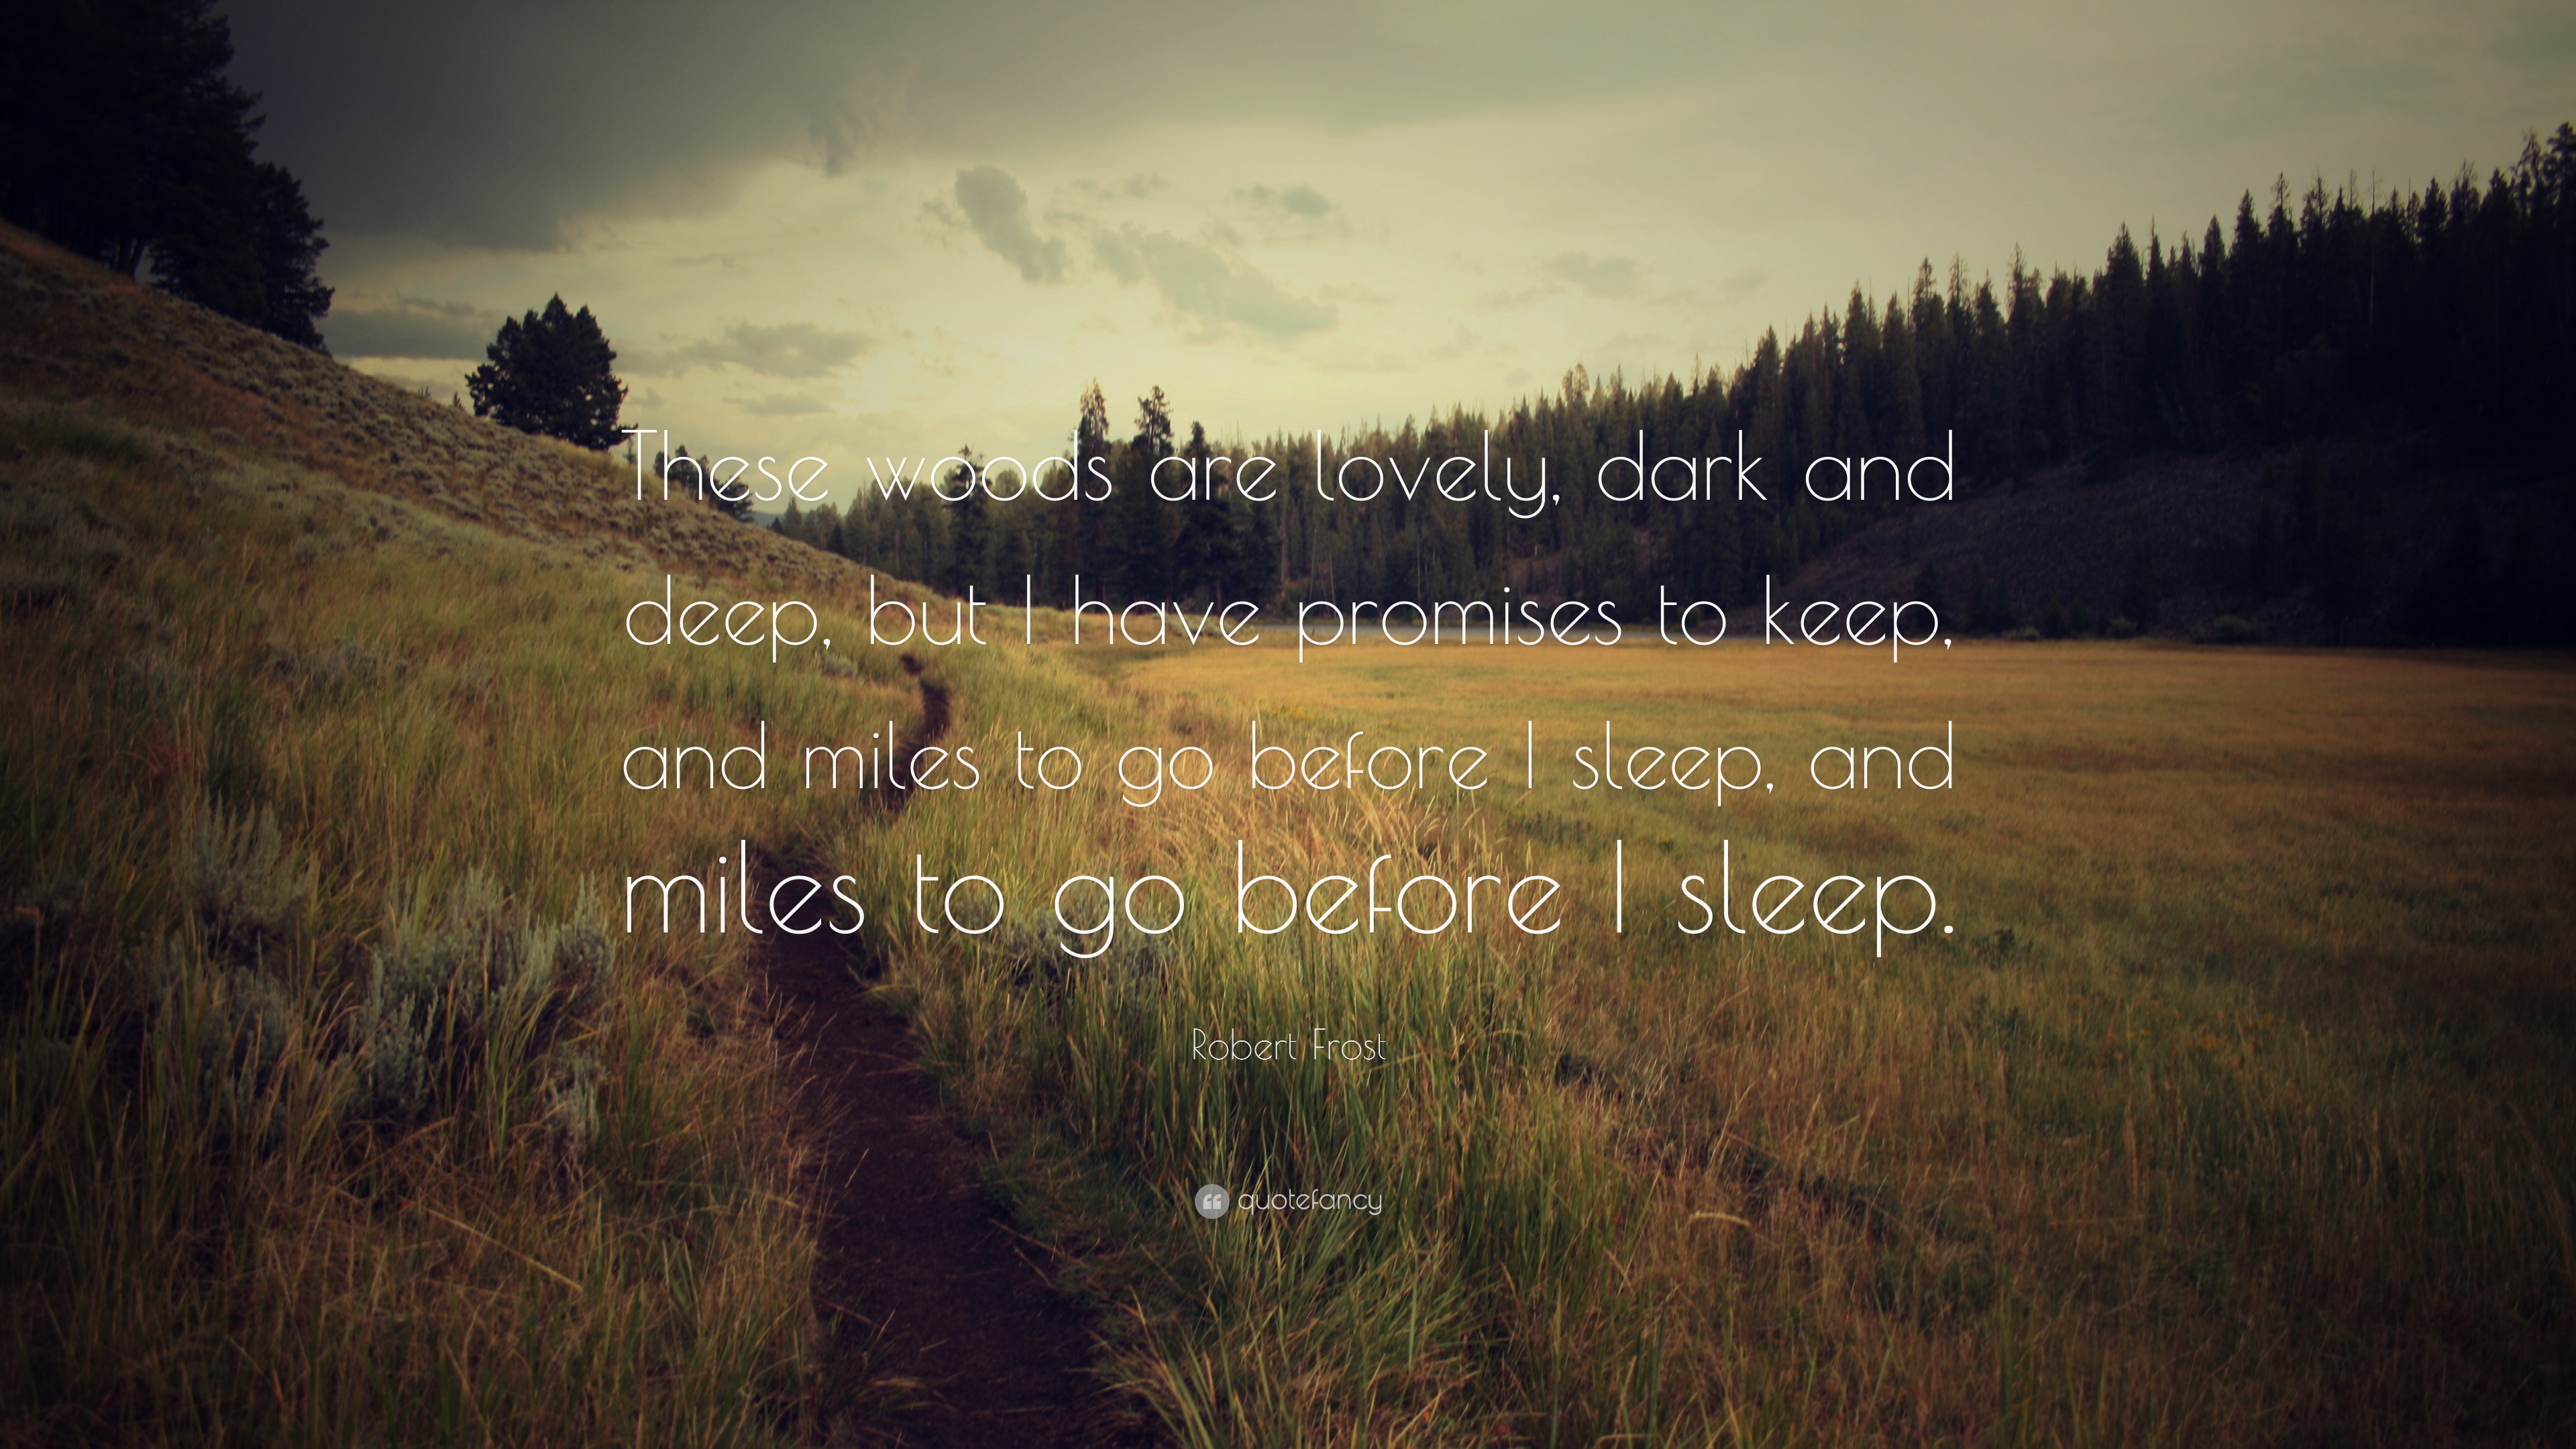 These woods are lovely, dark and
deep, but I have promises to keep,
and miles to go before I sleep, and
miles to go before I sleep.
Robert Frost
quotefancy